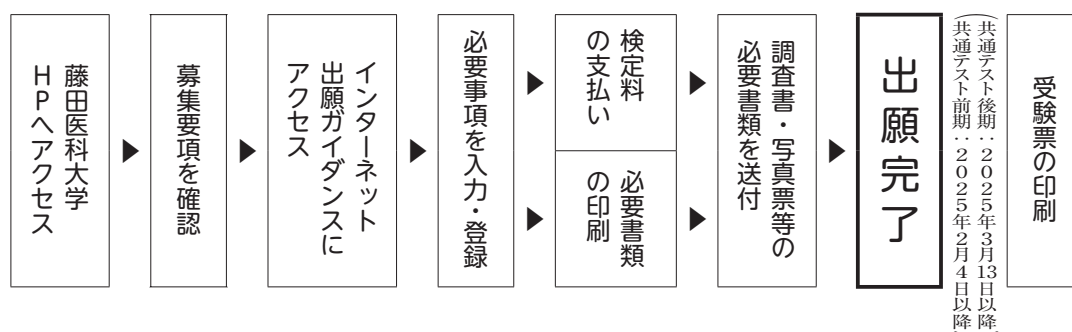 藤田医科大学
HPへアクセス
▶
募集要項を確認
▶
インターネット
出願ガイダンスに
アクセス
▶
必要事項を入力・登録
▶
検定料
の支払い
▶
必要書類
の印刷
▶
調査書・写真票等の
必要書類を送付
▶
出願完了
(共通テスト後期:2025年3月13日以降
共通テスト前期:2025年2月4日以降
受験票の印刷